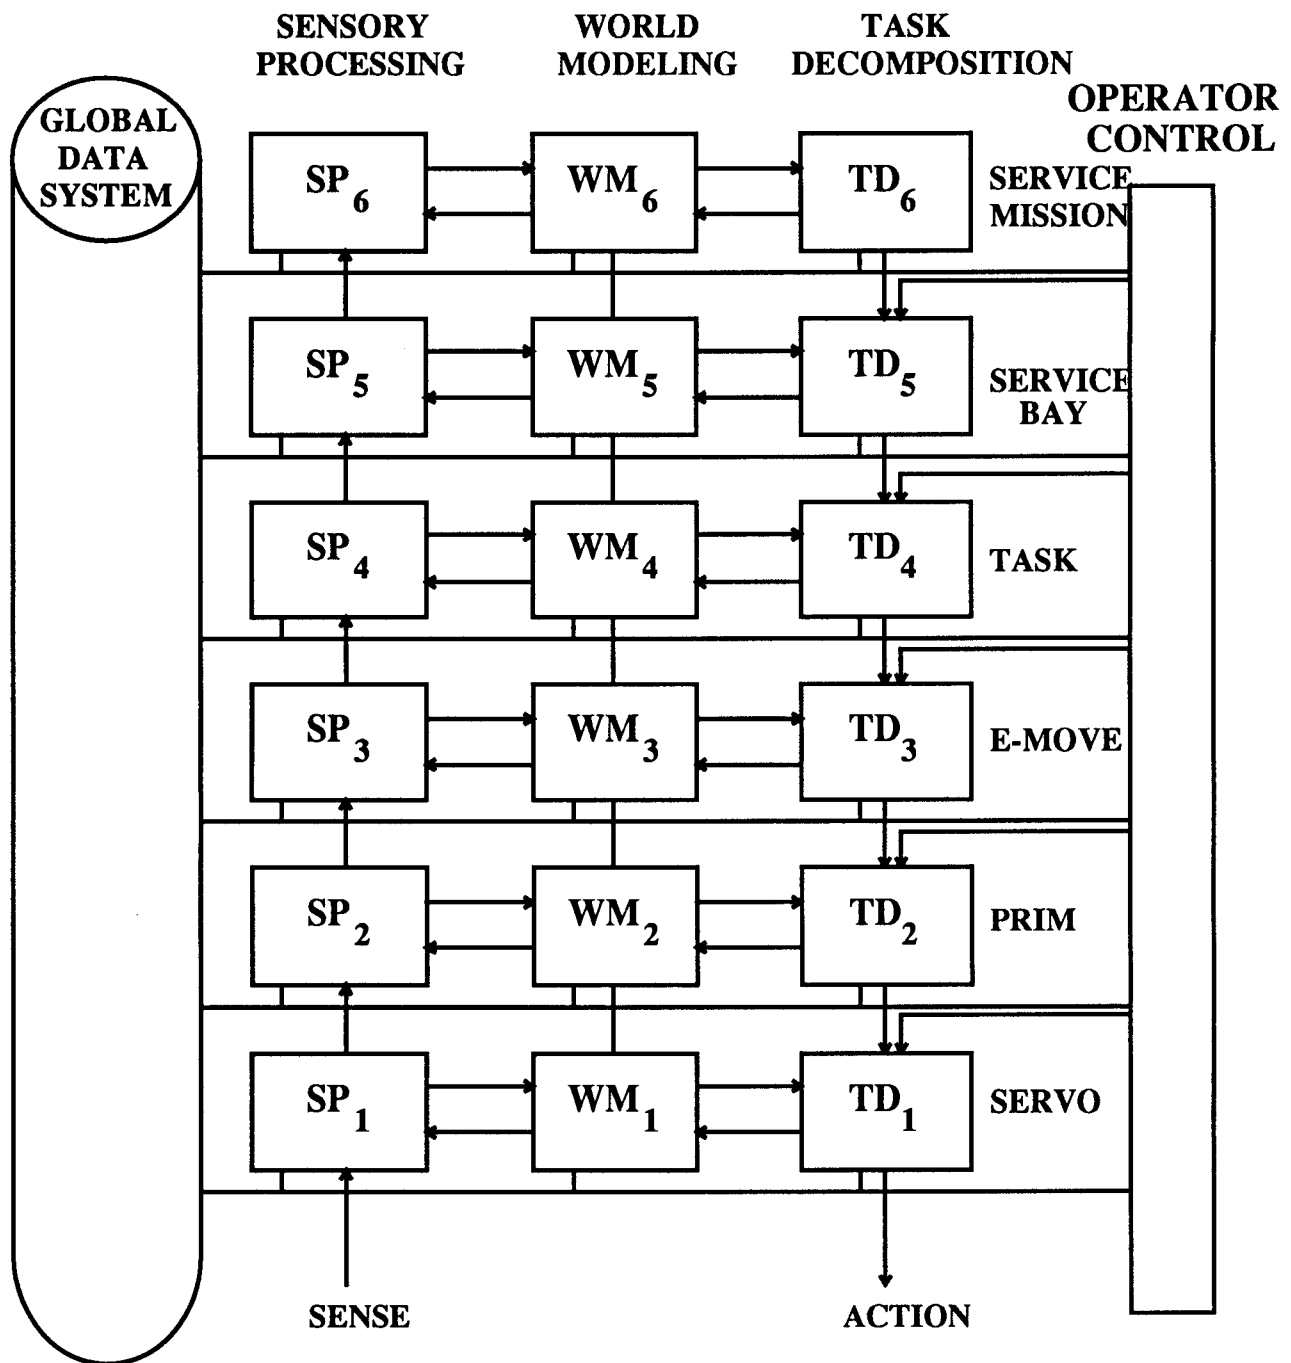 SENSORY
PROCESSING
WORLD
MODELING
TASK
DECOMPOSITION
OPERATOR
CONTROL
GLOBAL
DATA
SYSTEM
SP6
WM6
TD6
SERVICE
MISSION
SP5
WM5
TD5
SERVICE
BAY
SP4
WM4
TD4
TASK
SP3
WM3
TD3
E-MOVE
SP2
WM2
TD2
PRIM
SP1
WM1
TD1
SERVO
SENSE
ACTION